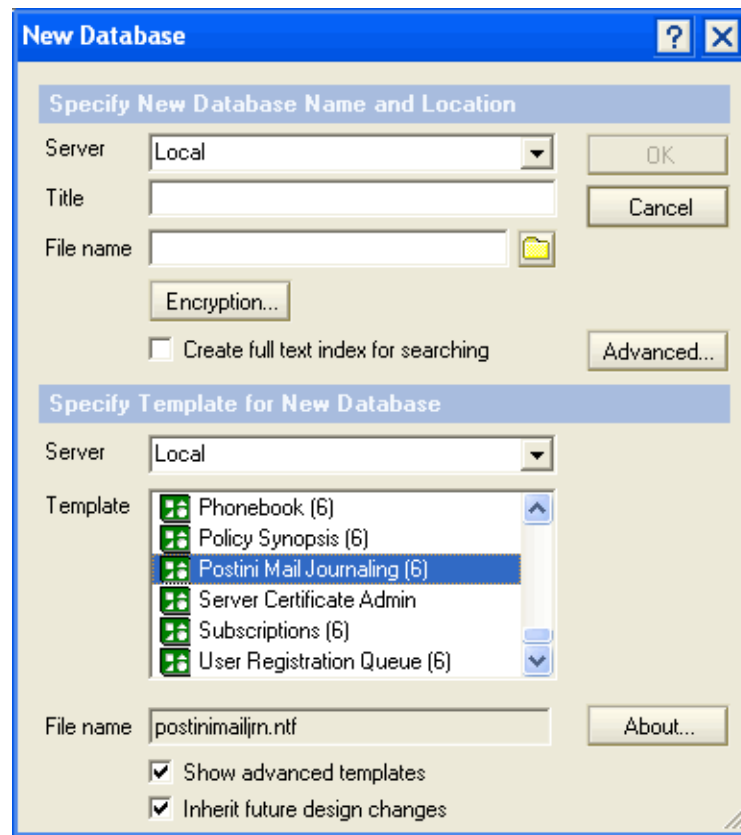 New Database
Specify New Database Name and Location
Server Local OK
Title Cancel
File name
Encryption...
Create full text index for searching Advanced...
Specify Template for New Database
Server Local
Template Phonebook (6)
Policy Synopsis (6)
Postini Mail Journaling (6)
Server Certificate Admin
Subscriptions (6)
User Registration Queue (6)
File name postinimailjrn.ntf About...
Show advanced templates
Inherit future design changes